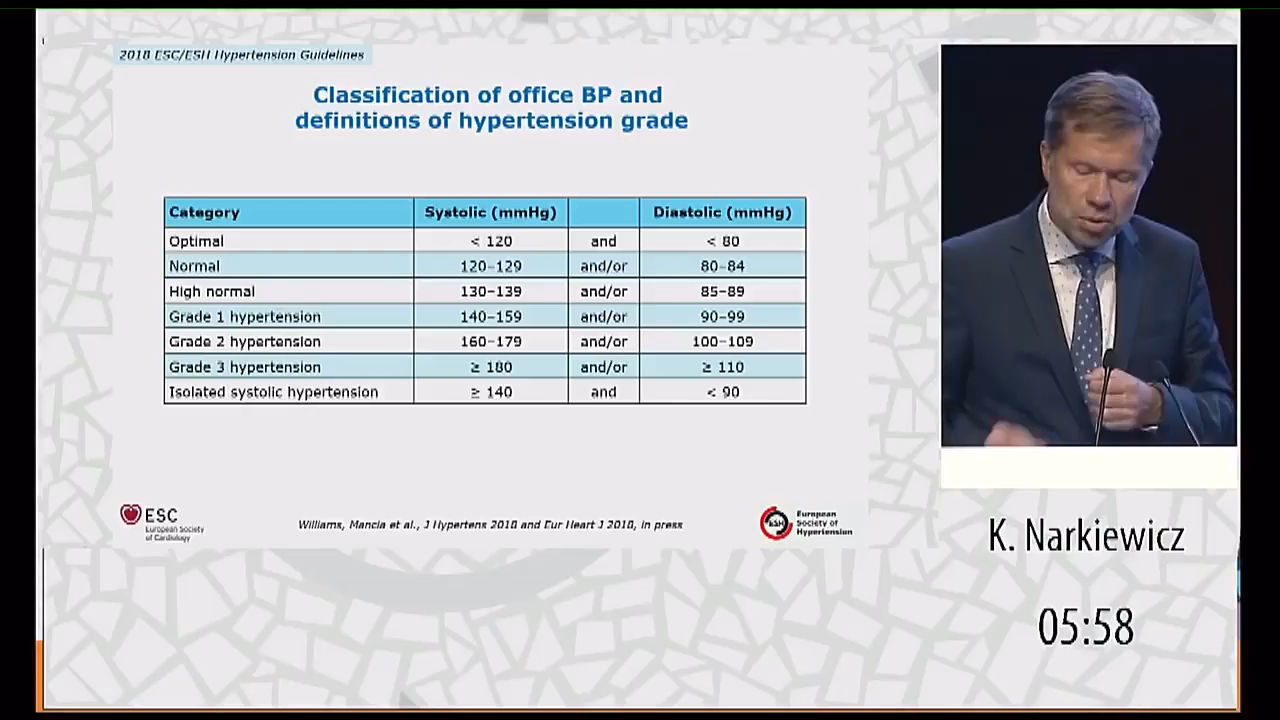 2018 ESC/ESH Hypertension Guidelines
Classification of office BP and
definitions of hypertension grade
Category Systolic (mmHg) Diastolic (mmHg)
Optimal < 120 and < 80
Normal 120–129 and/or 80–84
High normal 130–139 and/or 85–89
Grade 1 hypertension 140–159 and/or 90–99
Grade 2 hypertension 160–179 and/or 100–109
Grade 3 hypertension ≥ 180 and/or ≥ 110
Isolated systolic hypertension ≥ 140 and < 90
ESC
European Society
of Cardiology
Williams, Mancia et al., J Hypertens 2018 and Eur Heart J 2018, in press
ESH
European
Society of
Hypertension
K. Narkiewicz
05:58